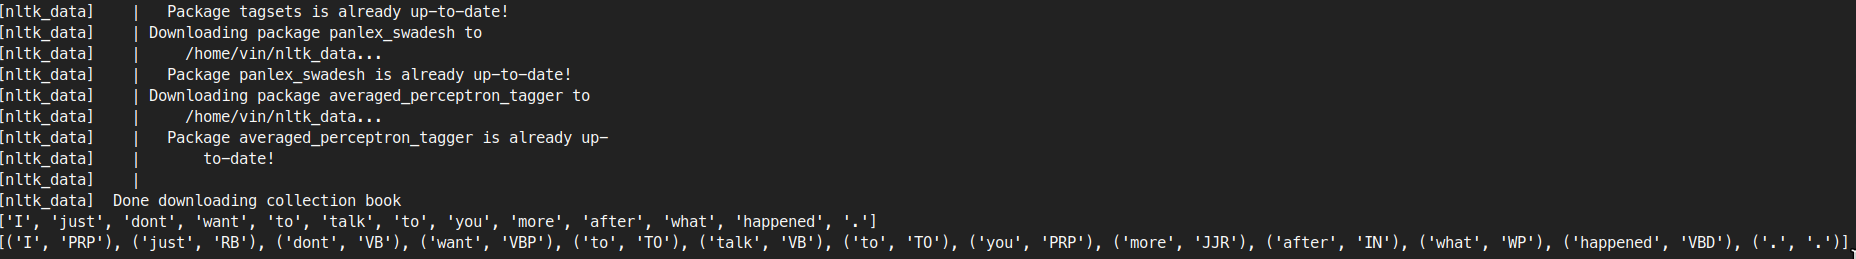 [nltk_data]    |   Package tagsets is already up-to-date!
[nltk_data]    | Downloading package panlex_swadesh to
[nltk_data]    |     /home/vin/nltk_data...
[nltk_data]    |   Package panlex_swadesh is already up-to-date!
[nltk_data]    | Downloading package averaged_perceptron_tagger to
[nltk_data]    |     /home/vin/nltk_data...
[nltk_data]    |   Package averaged_perceptron_tagger is already up-
[nltk_data]    |       to-date!
[nltk_data]    |
[nltk_data]  Done downloading collection book
['I', 'just', 'dont', 'want', 'to', 'talk', 'to', 'you', 'more', 'after', 'what', 'happened', '.']
[('I', 'PRP'), ('just', 'RB'), ('dont', 'VB'), ('want', 'VBP'), ('to', 'TO'), ('talk', 'VB'), ('to', 'TO'), ('you', 'PRP'), ('more', 'JJR'), ('after', 'IN'), ('what', 'WP'), ('happened', 'VBD'), ('.', '.')]